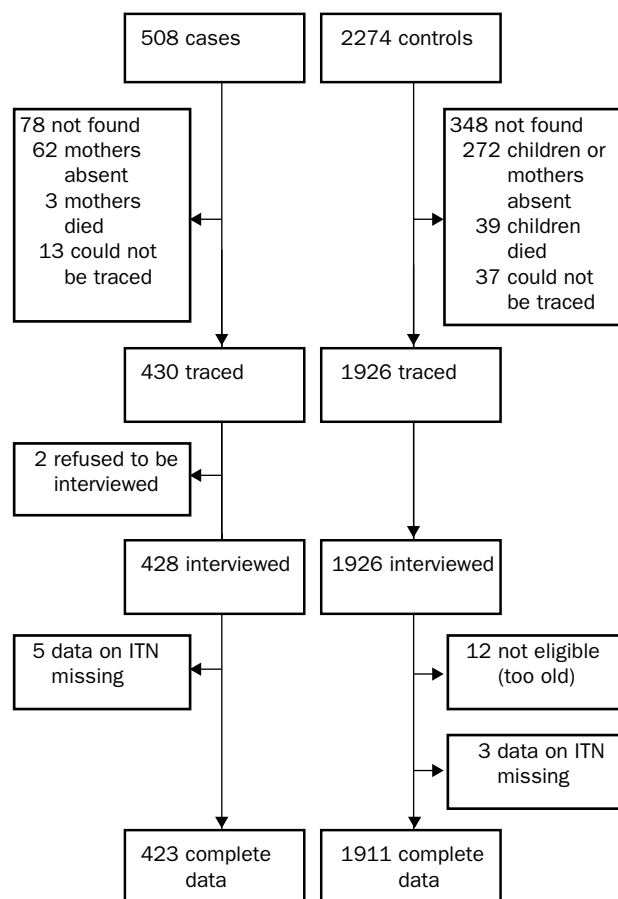 508 cases
2274 controls
78 not found
62 mothers
absent
3 mothers
died
13 could not
be traced
348 not found
272 children or
mothers
absent
39 children
died
37 could not
be traced
430 traced
1926 traced
2 refused to be
interviewed
428 interviewed
1926 interviewed
5 data on ITN
missing
12 not eligible
(too old)
3 data on ITN
missing
423 complete
data
1911 complete
data